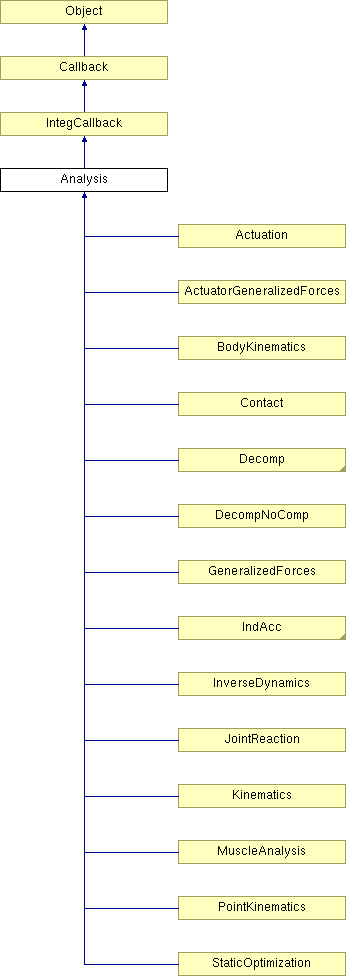 Object
Callback
IntegCallback
Analysis
Actuation
ActuatorGeneralizedForces
BodyKinematics
Contact
Decomp
DecompNoComp
GeneralizedForces
IndAcc
InverseDynamics
JointReaction
Kinematics
MuscleAnalysis
PointKinematics
StaticOptimization